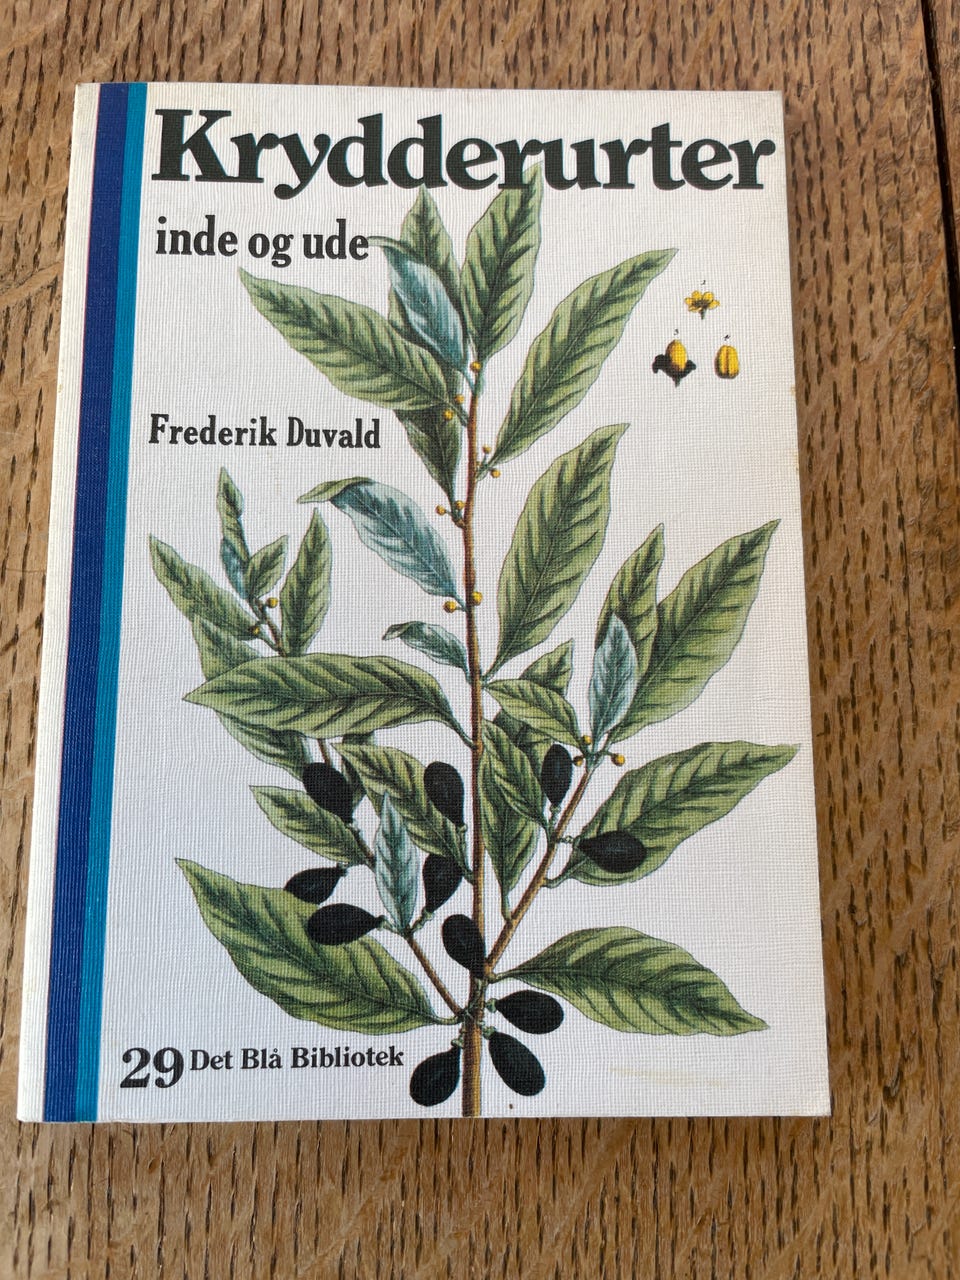 Krydderurter
inde og ude
Frederik Duvald
29 Det Blå Bibliotek